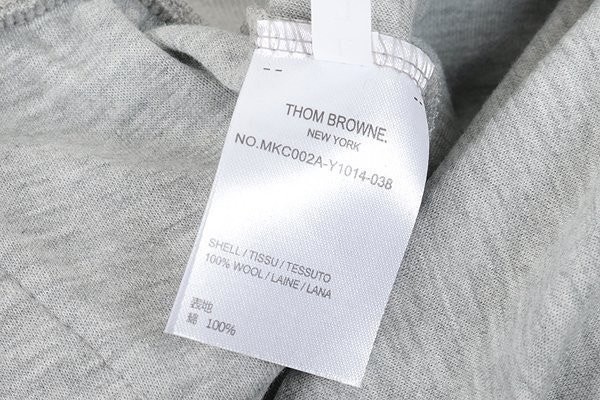 THOM BROWNE.
NEW YORK
NO.MKC002A-Y1014-038
SHELL / TISSU / TESSUTO
100% WOOL / LAINE / LANA
表地
綿 100%